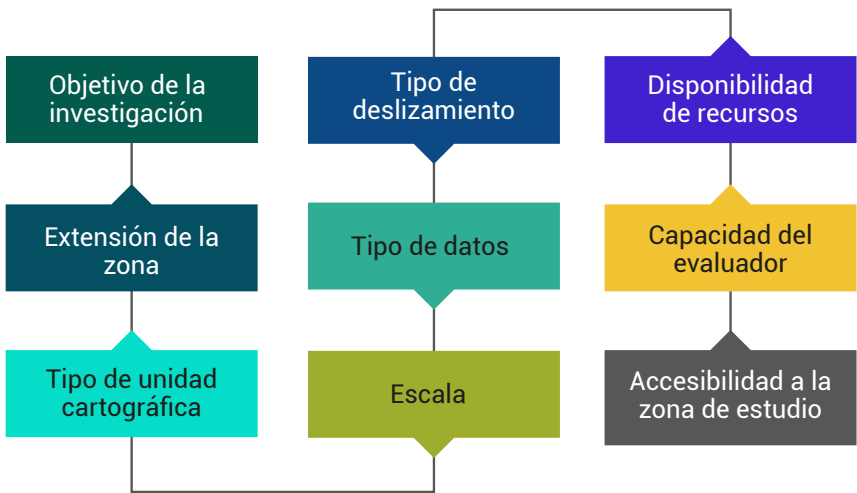 Objetivo de la
investigación
Extensión de la
zona
Tipo de unidad
cartográfica
Escala
Tipo de datos
Tipo de
deslizamiento
Disponibilidad
de recursos
Capacidad del
evaluador
Accesibilidad a la
zona de estudio